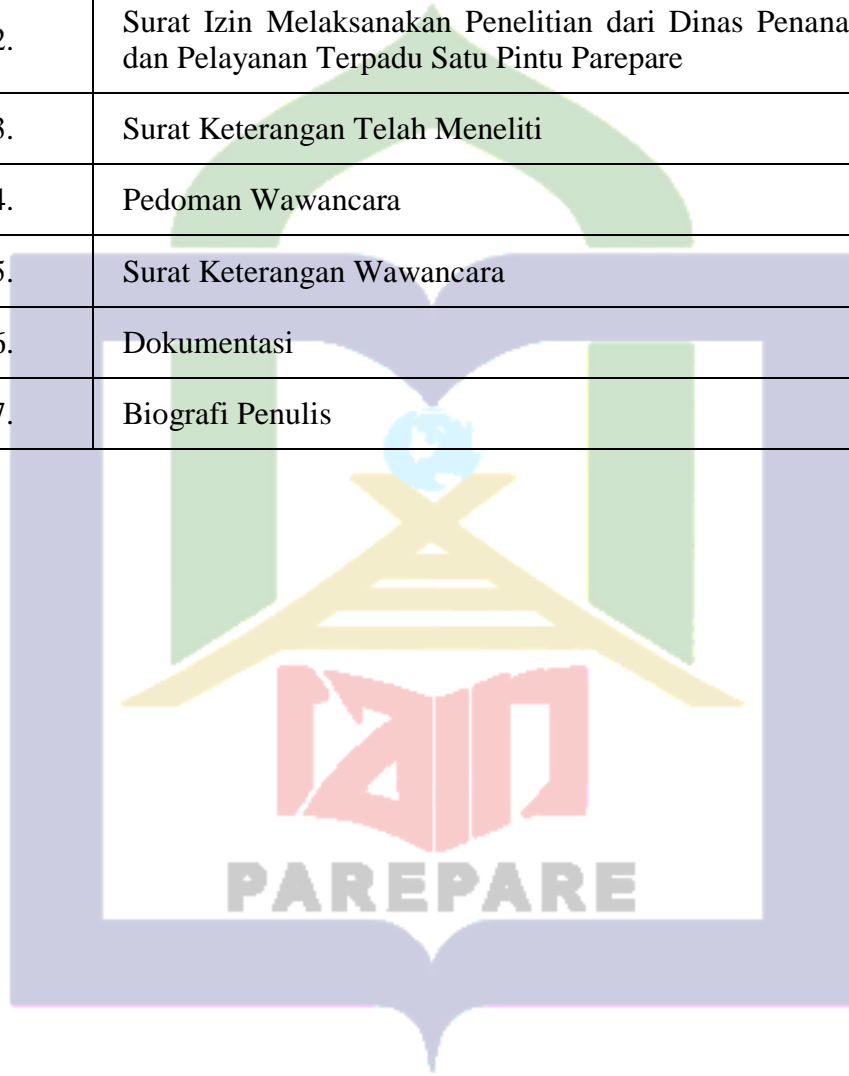 2. Surat Izin Melaksanakan Penelitian dari Dinas
dan Pelayanan Terpadu Satu Pintu Parepare
3. Surat Keterangan Telah Meneliti
4. Pedoman Wawancara
5. Surat Keterangan Wawancara
6. Dokumentasi
7. Biografi Penulis
iain
PAREPARE